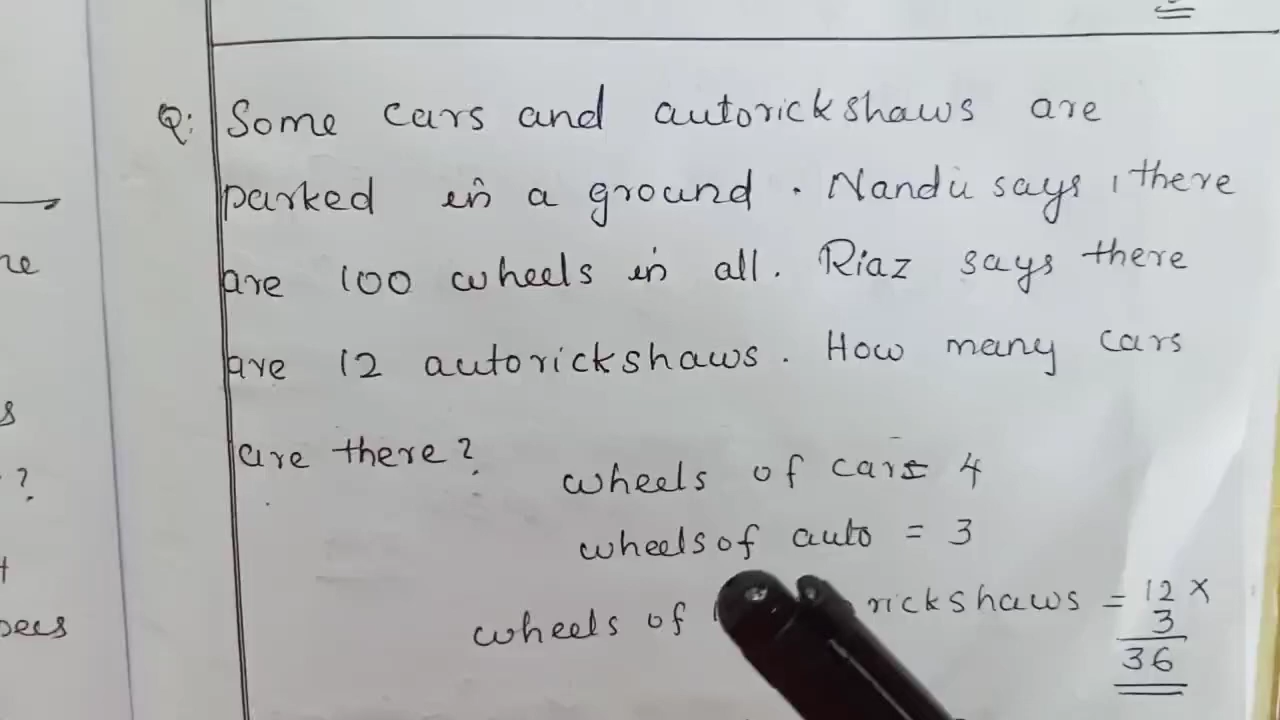 Q: Some cars and autorickshaws are
parked in a ground. Nandu says, there
are 100 wheels in all. Riaz says there
are 12 autorickshaws. How many cars
are there?
wheels of car = 4
wheels of auto = 3
wheels of rickshaws = 12 ×
3
36